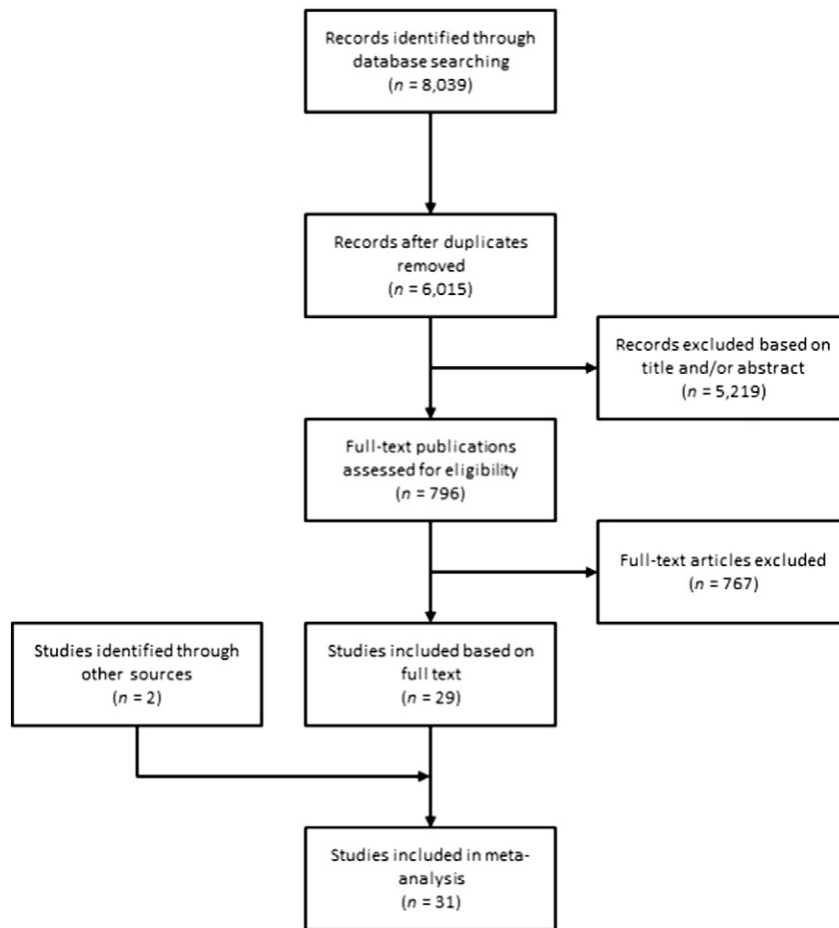 Records identified through
database searching
(n = 8,039)
Records after duplicates
removed
(n = 6,015)
Records excluded based on
title and/or abstract
(n = 5,219)
Full-text publications
assessed for eligibility
(n = 796)
Full-text articles excluded
(n = 767)
Studies identified through
other sources
(n = 2)
Studies included based on
full text
(n = 29)
Studies included in meta-
analysis
(n = 31)